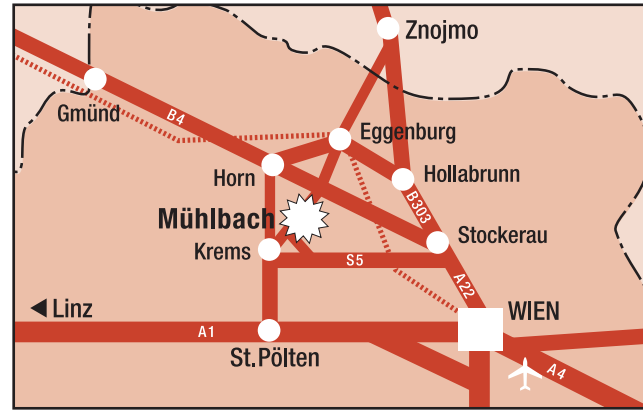 Znojmo
Gmünd
B4
Eggenburg
Horn
Hollabrunn
B303
Mühlbach
Stockerau
Krems
S5
A22
Linz
WIEN
A1
St.Pölten
A4